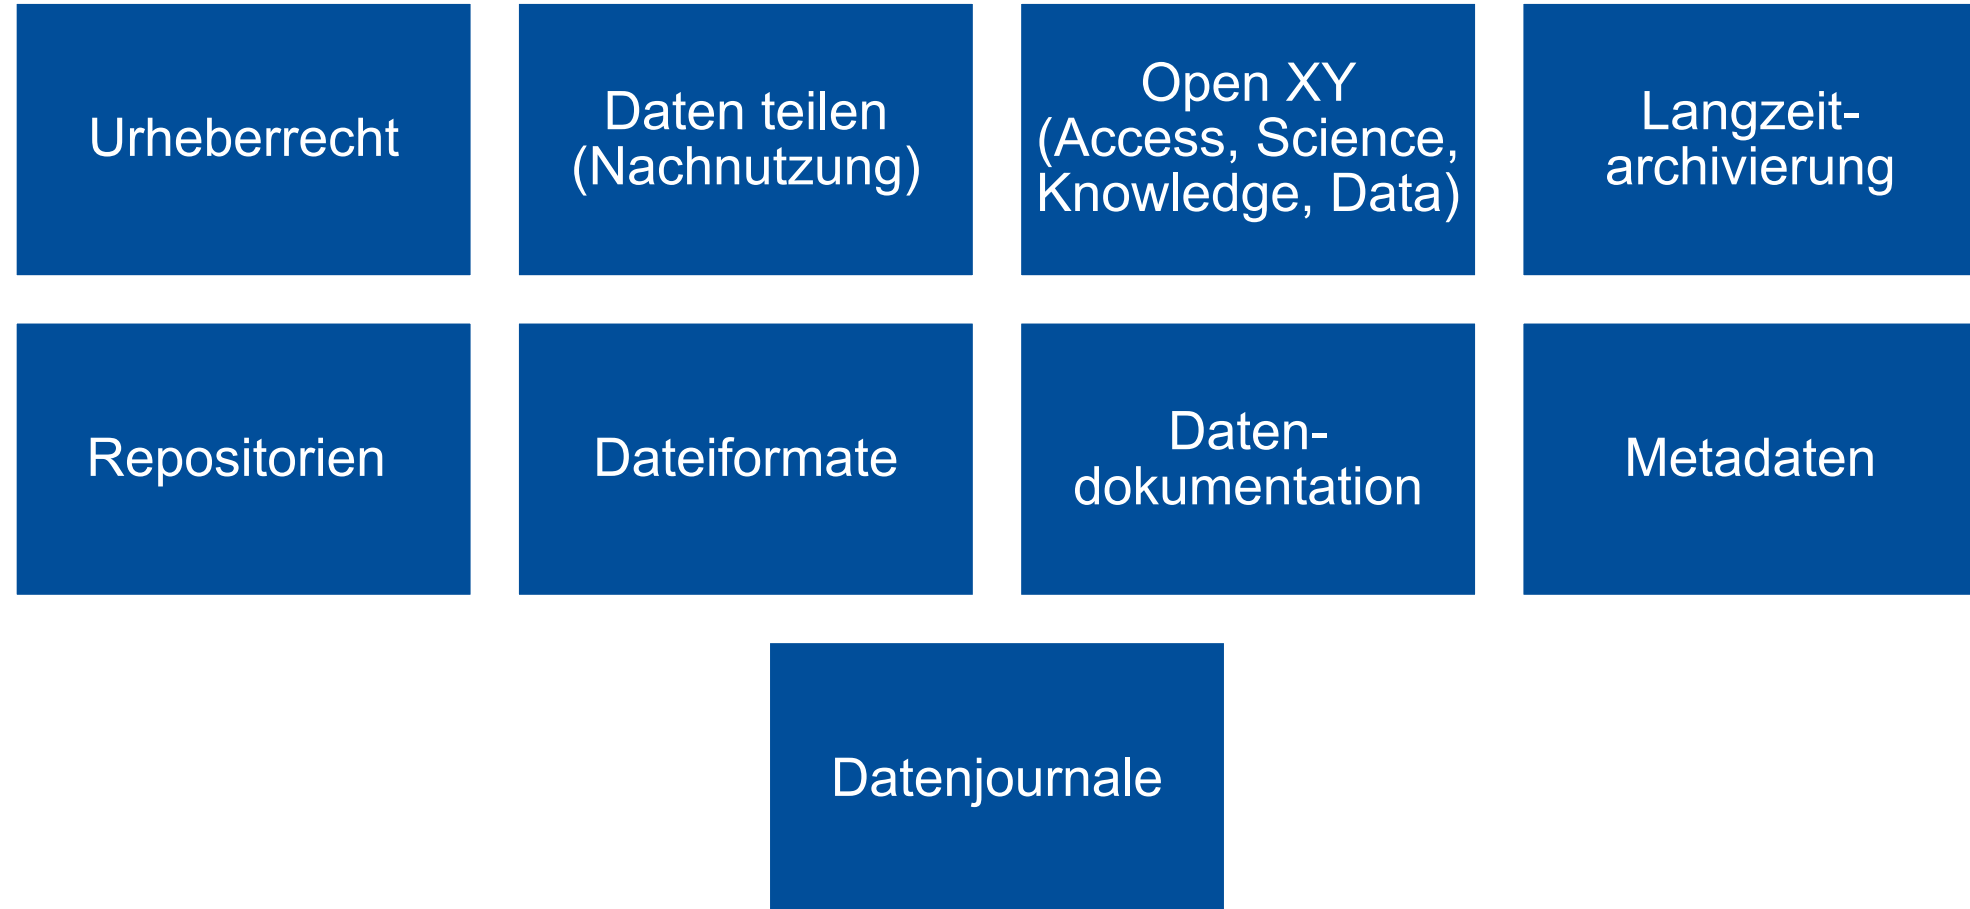 Urheberrecht
Daten teilen
(Nachnutzung)
Open XY
(Access, Science,
Knowledge, Data)
Langzeit-
archivierung
Repositorien
Dateiformate
Daten-
dokumentation
Metadaten
Datenjournale